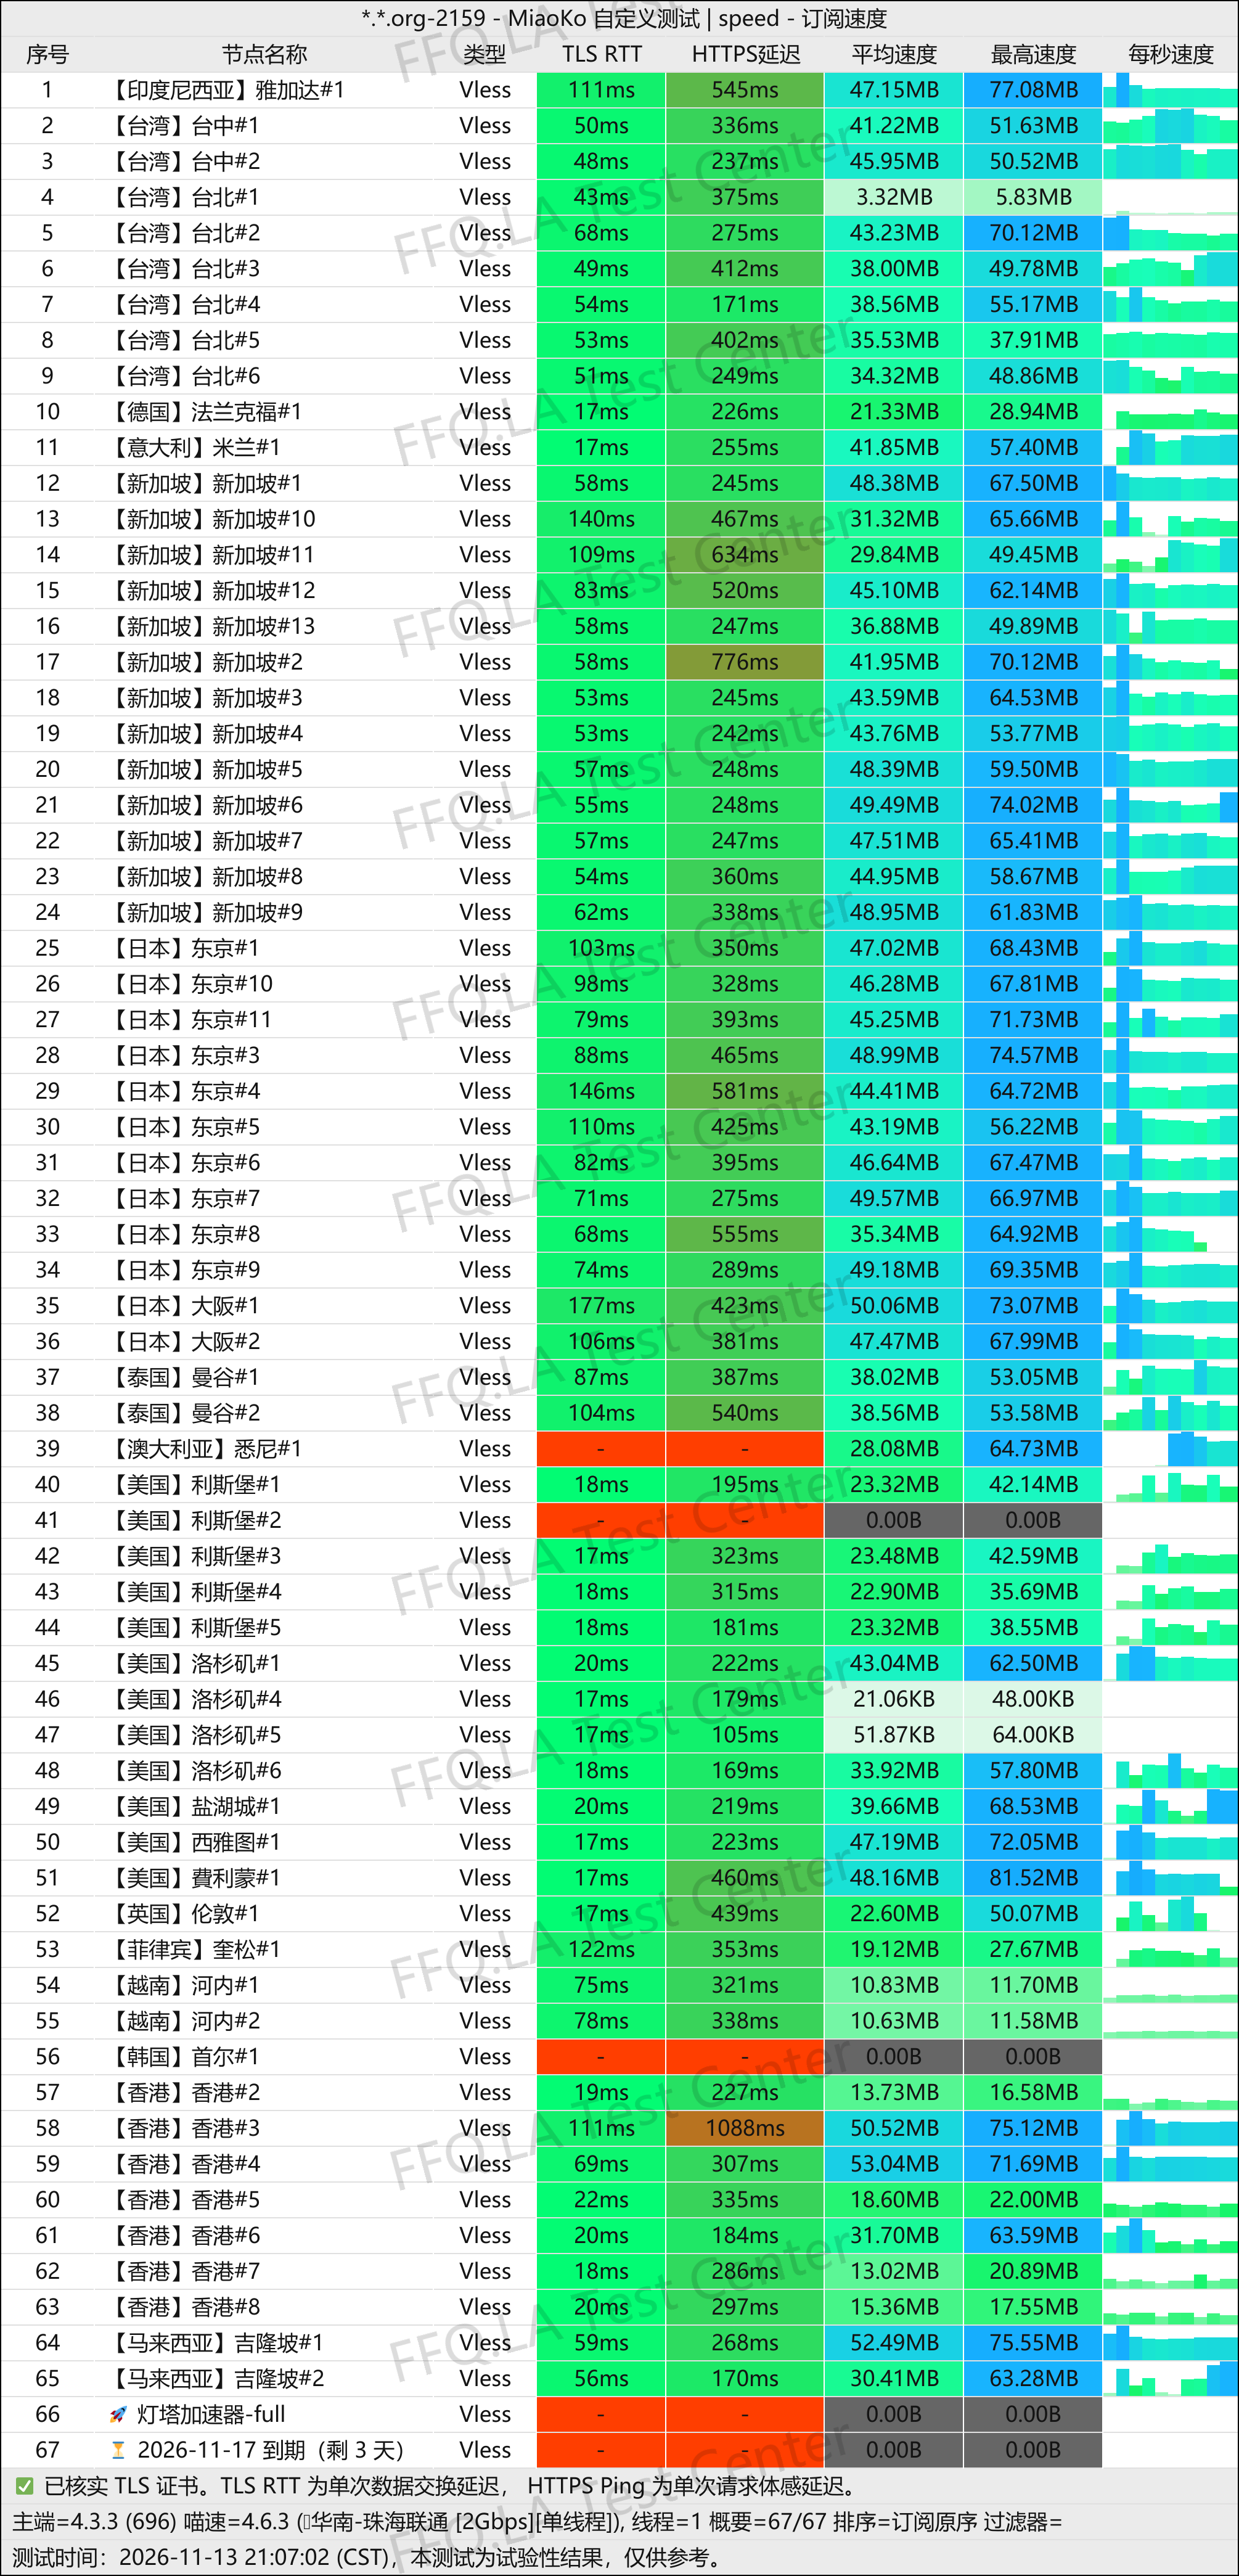 *.*.org-2159 - MiaoKo 自定义测试 | speed - 订阅速度
序号 节点名称 类型 TLS RTT HTTPS延迟 平均速度 最高速度 每秒速度
1 【印度尼西亚】雅加达#1 Vless 111ms 545ms 47.15MB 77.08MB
2 【台湾】台中#1 Vless 50ms 336ms 41.22MB 51.63MB
3 【台湾】台中#2 Vless 48ms 237ms 45.95MB 50.52MB
4 【台湾】台北#1 Vless 43ms 375ms 3.32MB 5.83MB
5 【台湾】台北#2 Vless 68ms 275ms 43.23MB 70.12MB
6 【台湾】台北#3 Vless 49ms 412ms 38.00MB 49.78MB
7 【台湾】台北#4 Vless 54ms 171ms 38.56MB 55.17MB
8 【台湾】台北#5 Vless 53ms 402ms 35.53MB 37.91MB
9 【台湾】台北#6 Vless 51ms 249ms 34.32MB 48.86MB
10 【德国】法兰克福#1 Vless 17ms 226ms 21.33MB 28.94MB
11 【意大利】米兰#1 Vless 17ms 255ms 41.85MB 57.40MB
12 【新加坡】新加坡#1 Vless 58ms 245ms 48.38MB 67.50MB
13 【新加坡】新加坡#10 Vless 140ms 467ms 31.32MB 65.66MB
14 【新加坡】新加坡#11 Vless 109ms 634ms 29.84MB 49.45MB
15 【新加坡】新加坡#12 Vless 83ms 520ms 45.10MB 62.14MB
16 【新加坡】新加坡#13 Vless 58ms 247ms 36.88MB 49.89MB
17 【新加坡】新加坡#2 Vless 58ms 776ms 41.95MB 70.12MB
18 【新加坡】新加坡#3 Vless 53ms 245ms 43.59MB 64.53MB
19 【新加坡】新加坡#4 Vless 53ms 242ms 43.76MB 53.77MB
20 【新加坡】新加坡#5 Vless 57ms 248ms 48.39MB 59.50MB
21 【新加坡】新加坡#6 Vless 55ms 248ms 49.49MB 74.02MB
22 【新加坡】新加坡#7 Vless 57ms 247ms 47.51MB 65.41MB
23 【新加坡】新加坡#8 Vless 54ms 360ms 44.95MB 58.67MB
24 【新加坡】新加坡#9 Vless 62ms 338ms 48.95MB 61.83MB
25 【日本】东京#1 Vless 103ms 350ms 47.02MB 68.43MB
26 【日本】东京#10 Vless 98ms 328ms 46.28MB 67.81MB
27 【日本】东京#11 Vless 79ms 393ms 45.25MB 71.73MB
28 【日本】东京#3 Vless 88ms 465ms 48.99MB 74.57MB
29 【日本】东京#4 Vless 146ms 581ms 44.41MB 64.72MB
30 【日本】东京#5 Vless 110ms 425ms 43.19MB 56.22MB
31 【日本】东京#6 Vless 82ms 395ms 46.64MB 67.47MB
32 【日本】东京#7 Vless 71ms 275ms 49.57MB 66.97MB
33 【日本】东京#8 Vless 68ms 555ms 35.34MB 64.92MB
34 【日本】东京#9 Vless 74ms 289ms 49.18MB 69.35MB
35 【日本】大阪#1 Vless 177ms 423ms 50.06MB 73.07MB
36 【日本】大阪#2 Vless 106ms 381ms 47.47MB 67.99MB
37 【泰国】曼谷#1 Vless 87ms 387ms 38.02MB 53.05MB
38 【泰国】曼谷#2 Vless 104ms 540ms 38.56MB 53.58MB
39 【澳大利亚】悉尼#1 Vless - - 28.08MB 64.73MB
40 【美国】利斯堡#1 Vless 18ms 195ms 23.32MB 42.14MB
41 【美国】利斯堡#2 Vless - - 0.00B 0.00B
42 【美国】利斯堡#3 Vless 17ms 323ms 23.48MB 42.59MB
43 【美国】利斯堡#4 Vless 18ms 315ms 22.90MB 35.69MB
44 【美国】利斯堡#5 Vless 18ms 181ms 23.32MB 38.55MB
45 【美国】洛杉矶#1 Vless 20ms 222ms 43.04MB 62.50MB
46 【美国】洛杉矶#4 Vless 17ms 179ms 21.06KB 48.00KB
47 【美国】洛杉矶#5 Vless 17ms 105ms 51.87KB 64.00KB
48 【美国】洛杉矶#6 Vless 18ms 169ms 33.92MB 57.80MB
49 【美国】盐湖城#1 Vless 20ms 219ms 39.66MB 68.53MB
50 【美国】西雅图#1 Vless 17ms 223ms 47.19MB 72.05MB
51 【美国】費利蒙#1 Vless 17ms 460ms 48.16MB 81.52MB
52 【英国】伦敦#1 Vless 17ms 439ms 22.60MB 50.07MB
53 【菲律宾】奎松#1 Vless 122ms 353ms 19.12MB 27.67MB
54 【越南】河内#1 Vless 75ms 321ms 10.83MB 11.70MB
55 【越南】河内#2 Vless 78ms 338ms 10.63MB 11.58MB
56 【韩国】首尔#1 Vless - - 0.00B 0.00B
57 【香港】香港#2 Vless 19ms 227ms 13.73MB 16.58MB
58 【香港】香港#3 Vless 111ms 1088ms 50.52MB 75.12MB
59 【香港】香港#4 Vless 69ms 307ms 53.04MB 71.69MB
60 【香港】香港#5 Vless 22ms 335ms 18.60MB 22.00MB
61 【香港】香港#6 Vless 20ms 184ms 31.70MB 63.59MB
62 【香港】香港#7 Vless 18ms 286ms 13.02MB 20.89MB
63 【香港】香港#8 Vless 20ms 297ms 15.36MB 17.55MB
64 【马来西亚】吉隆坡#1 Vless 59ms 268ms 52.49MB 75.55MB
65 【马来西亚】吉隆坡#2 Vless 56ms 170ms 30.41MB 63.28MB
66 🚀 灯塔加速器-full Vless - - 0.00B 0.00B
67 ⏳ 2026-11-17 到期（剩 3 天） Vless - - 0.00B 0.00B
✅ 已核实 TLS 证书。TLS RTT 为单次数据交换延迟， HTTPS Ping 为单次请求体感延迟。
主端=4.3.3 (696) 喵速=4.6.3 (▯华南-珠海联通 [2Gbps][单线程]), 线程=1 概要=67/67 排序=订阅原序 过滤器=
测试时间：2026-11-13 21:07:02 (CST)，本测试为试验性结果，仅供参考。
FFQ.LA Test Center